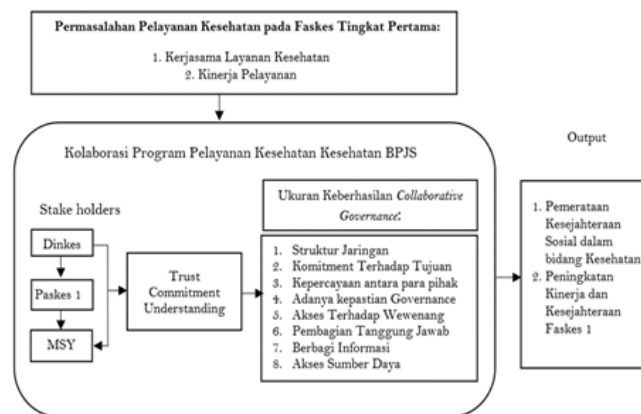 Permasalahan Pelayanan Kesehatan pada Faskes Tingkat Pertama:
1. Kerjasama Layanan Kesehatan
2. Kinerja Pelayanan
Kolaborasi Program Pelayanan Kesehatan Kesehatan BPJS
Stake holders
Dinkes
Paskes 1
MSY
Trust
Commitment
Understanding
Ukuran Keberhasilan Collaborative
Governance:
1. Struktur Jaringan
2. Komitment Terhadap Tujuan
3. Kepercayaan antara para pihak
4. Adanya kepastian Governance
5. Akses Terhadap Wewenang
6. Pembagian Tanggung Jawab
7. Berbagi Informasi
8. Akses Sumber Daya
Output
1. Pemerataan
Kesejahteraan
Sosial dalam
bidang Kesehatan
2. Peningkatan
Kinerja dan
Kesejahteraan
Faskes 1